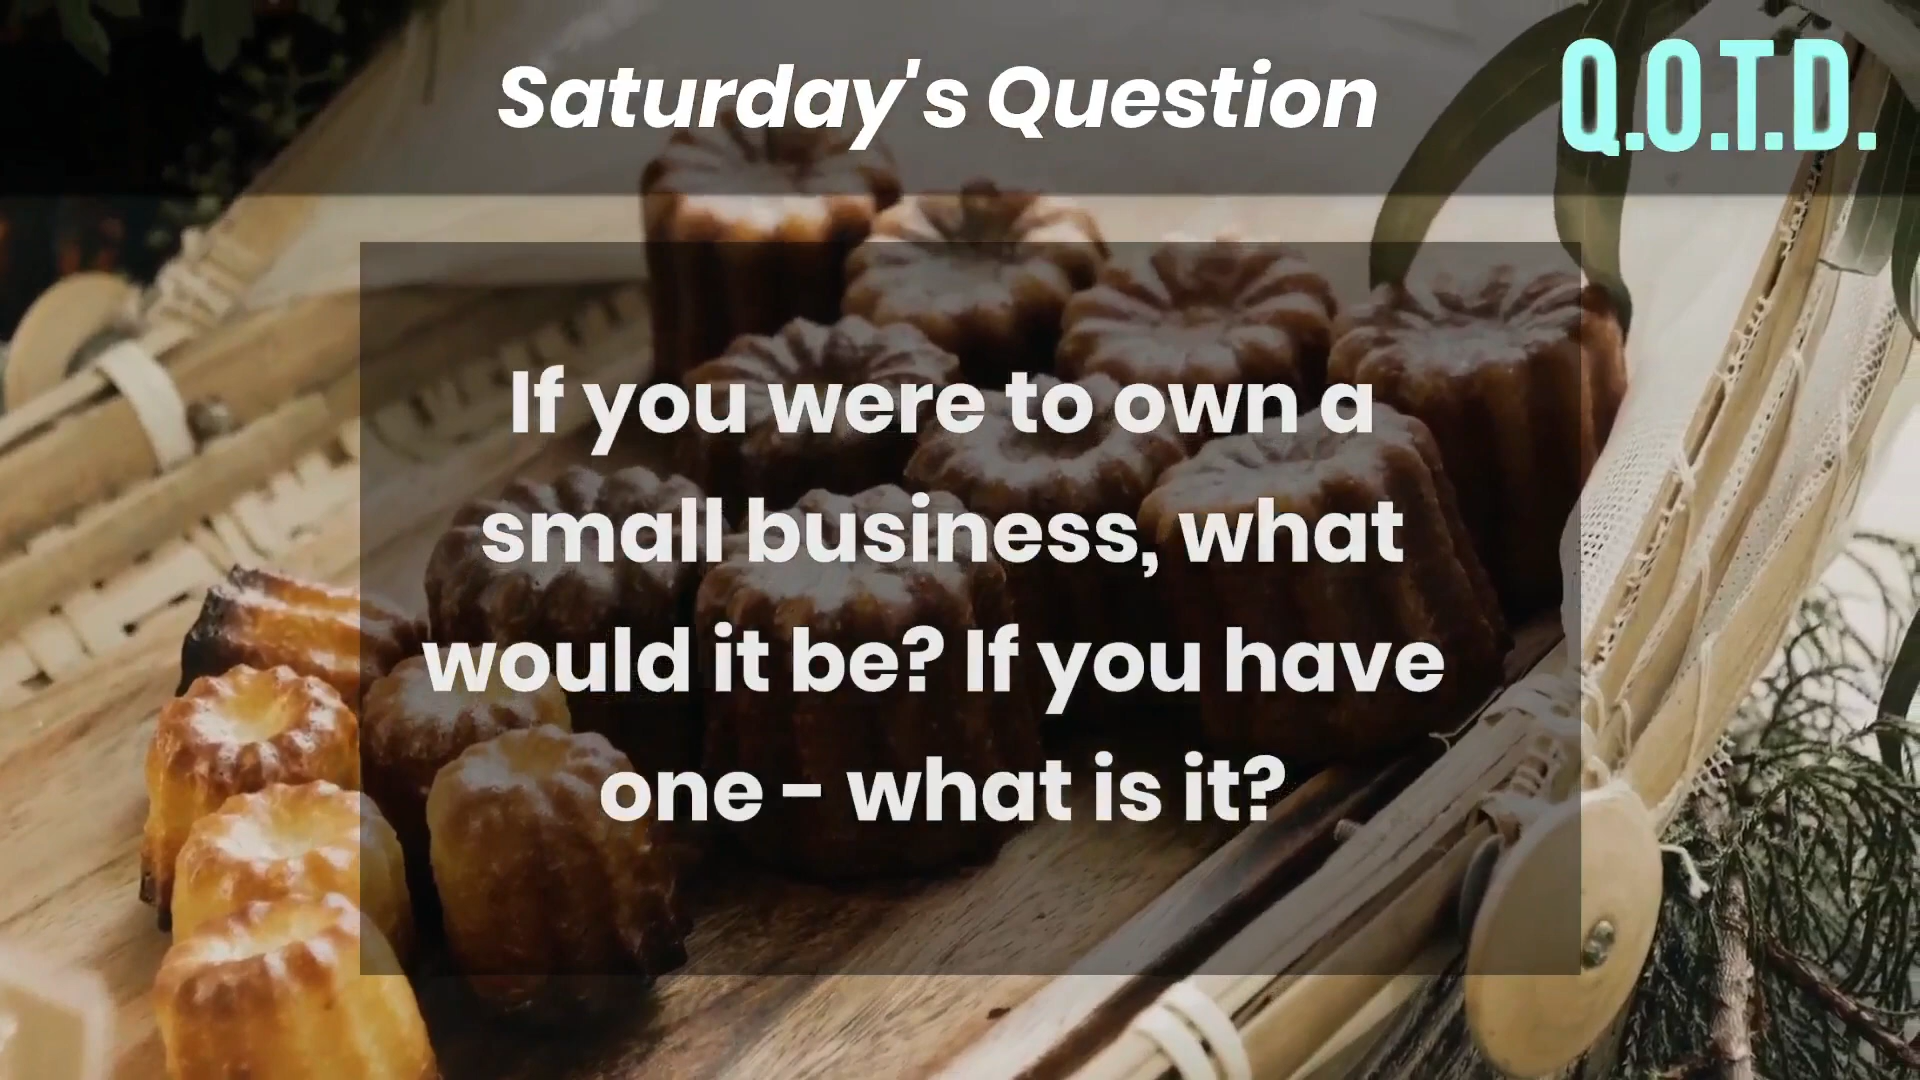 Saturday's Question
Q.O.T.D.
If you were to own a
small business, what
would it be? If you have
one - what is it?